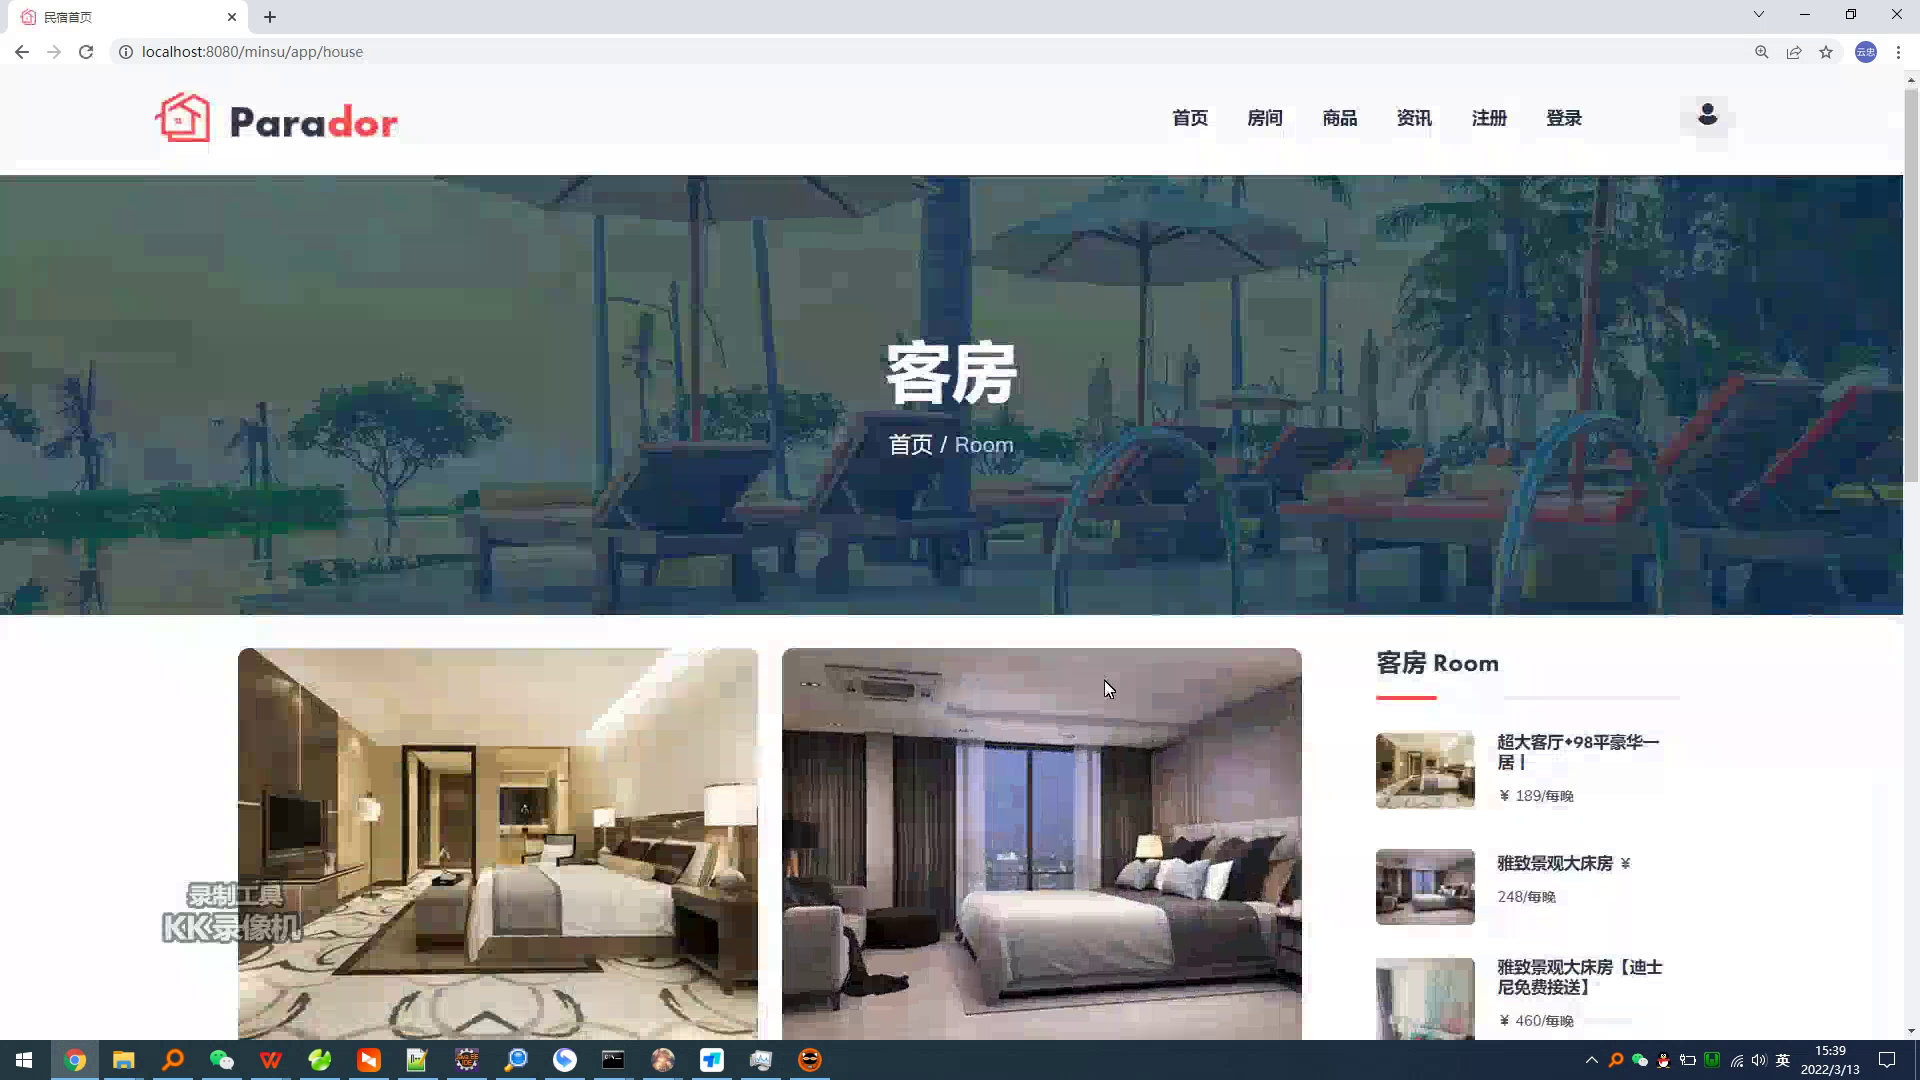 民宿首页
localhost:8080/minsu/app/house
云忠
Parador
首页 房间 商品 资讯 注册 登录
客房
首页 / Room
客房 Room
超大客厅+98平豪华一
居丨
¥ 189/每晚
雅致景观大床房 ¥
248/每晚
雅致景观大床房【迪士
尼免费接送】
¥ 460/每晚
录制工具
KK录像机
英
15:39
2022/3/13